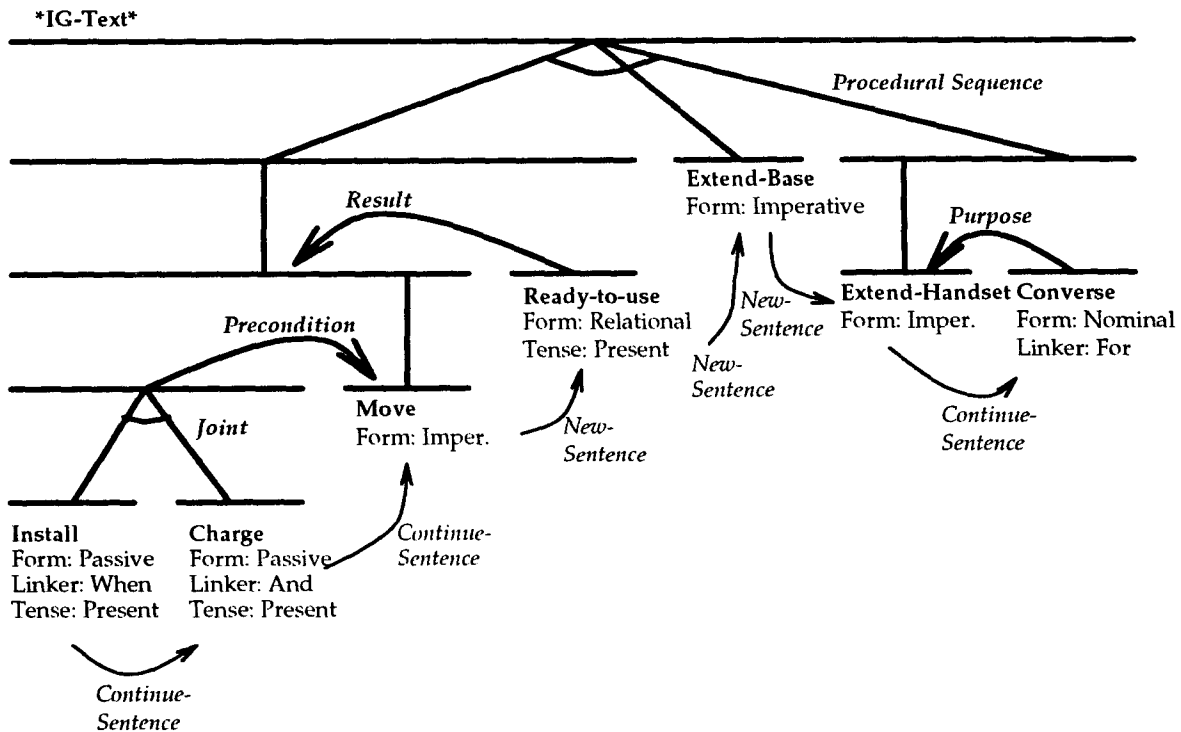 *IG-Text*
Procedural Sequence
Extend-Base
Form: Imperative
Result
Purpose
Ready-to-use
Form: Relational
Tense: Present
New-
Sentence
Extend-Handset
Form: Imper.
Converse
Form: Nominal
Linker: For
Precondition
New-
Sentence
Move
Form: Imper.
Joint
New-
Sentence
Continue-
Sentence
Install
Form: Passive
Linker: When
Tense: Present
Charge
Form: Passive
Linker: And
Tense: Present
Continue-
Sentence
Continue-
Sentence